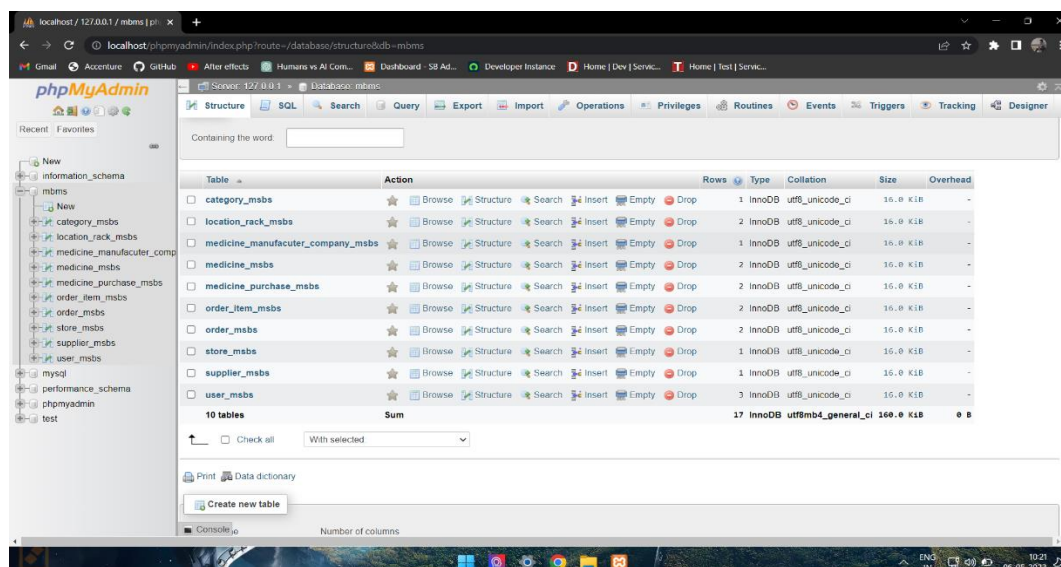 localhost / 127.0.0.1 / mbms | ph
localhost/phpmyadmin/index.php?route=/database/structure&db=mbms
Gmail Accenture GitHub After effects Humans vs AI Com... Dashboard - SB Ad... Developer Instance Home | Dev | Servic... Home | Test | Servic...
phpMyAdmin
Recent Favorites
New
information_schema
mbms
New
category_msbs
location_rack_msbs
medicine_manufacuter_comp
medicine_msbs
medicine_purchase_msbs
order_item_msbs
order_msbs
store_msbs
supplier_msbs
user_msbs
mysql
performance_schema
phpmyadmin
test
Server: 127.0.0.1 » Database: mbms
Structure SQL Search Query Export Import Operations Privileges Routines Events Triggers Tracking Designer
Containing the word:
Table Action Rows Type Collation Size Overhead
category_msbs Browse Structure Search Insert Empty Drop 1 InnoDB utf8_unicode_ci 16.0 KiB -
location_rack_msbs Browse Structure Search Insert Empty Drop 2 InnoDB utf8_unicode_ci 16.0 KiB -
medicine_manufacuter_company_msbs Browse Structure Search Insert Empty Drop 1 InnoDB utf8_unicode_ci 16.0 KiB -
medicine_msbs Browse Structure Search Insert Empty Drop 2 InnoDB utf8_unicode_ci 16.0 KiB -
medicine_purchase_msbs Browse Structure Search Insert Empty Drop 2 InnoDB utf8_unicode_ci 16.0 KiB -
order_item_msbs Browse Structure Search Insert Empty Drop 2 InnoDB utf8_unicode_ci 16.0 KiB -
order_msbs Browse Structure Search Insert Empty Drop 2 InnoDB utf8_unicode_ci 16.0 KiB -
store_msbs Browse Structure Search Insert Empty Drop 1 InnoDB utf8_unicode_ci 16.0 KiB -
supplier_msbs Browse Structure Search Insert Empty Drop 1 InnoDB utf8_unicode_ci 16.0 KiB -
user_msbs Browse Structure Search Insert Empty Drop 3 InnoDB utf8_unicode_ci 16.0 KiB -
10 tables Sum 17 InnoDB utf8mb4_general_ci 160.0 KiB 0 B
Check all With selected
Print Data dictionary
Create new table
Console Number of columns
ENG 10:21